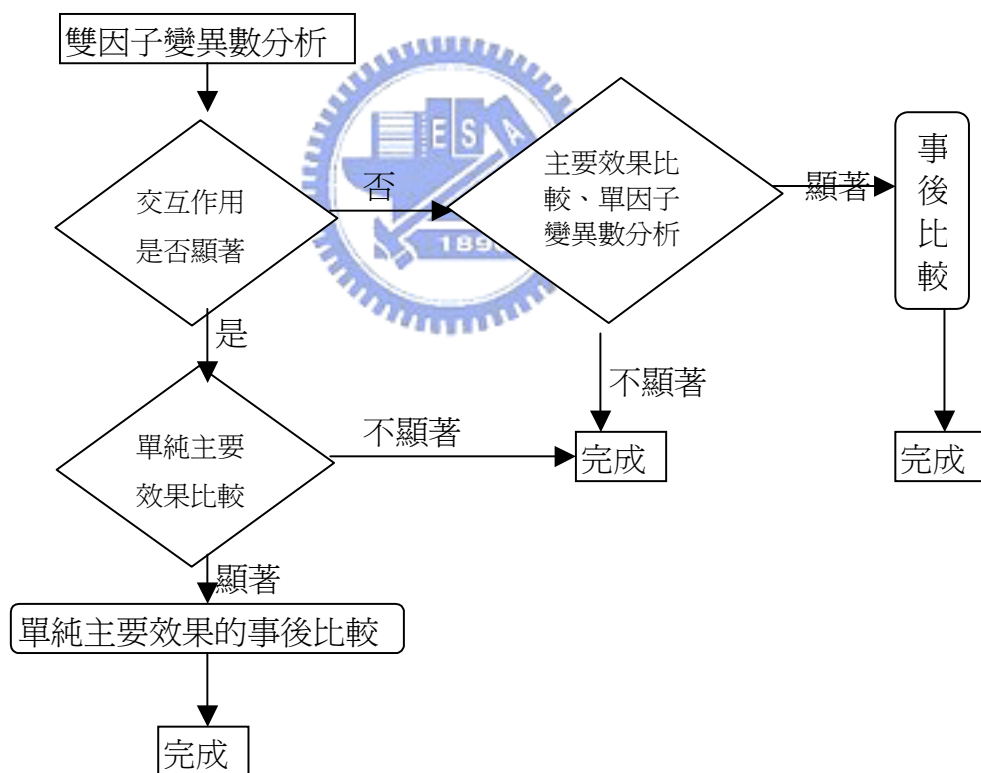 雙因子變異數分析
ESA
189
交互作用
是否顯著
否
主要效果比
較、單因子
變異數分析
顯著
事
後
比
較
是
不顯著
單純主要
效果比較
不顯著
完成
完成
顯著
單純主要效果的事後比較
完成